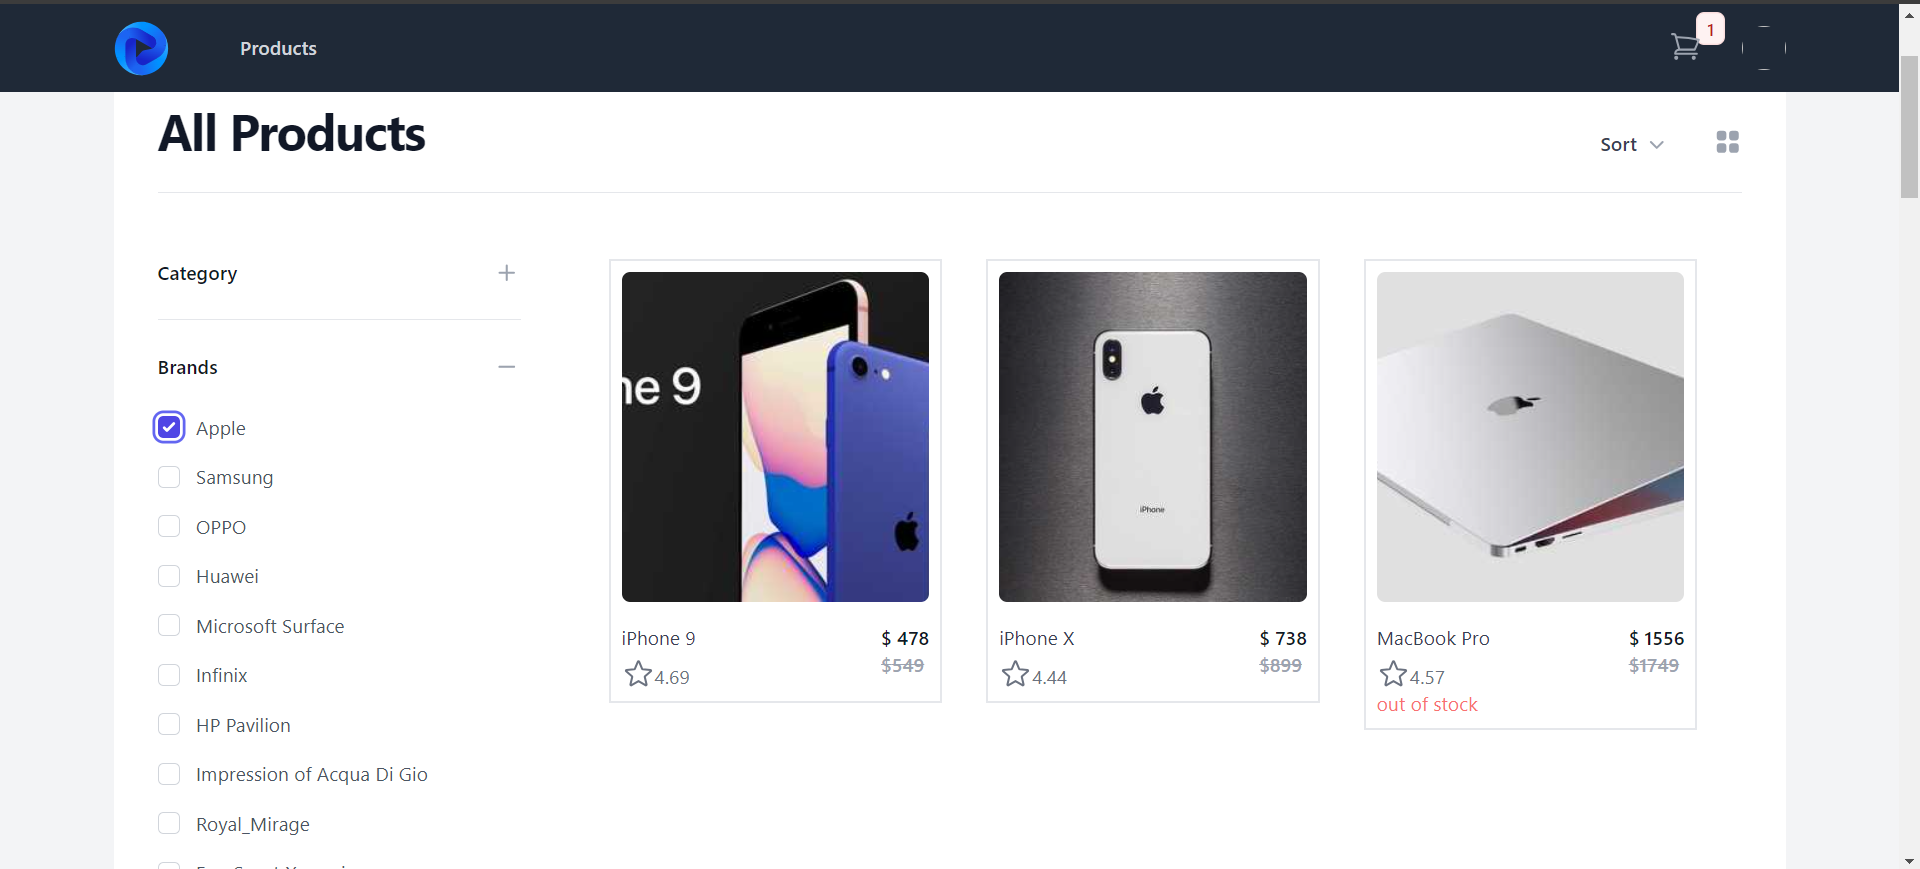 Products
1
All Products
Sort
Category
Brands
Apple
Samsung
OPPO
Huawei
Microsoft Surface
Infinix
HP Pavilion
Impression of Acqua Di Gio
Royal_Mirage
ne 9
iPhone 9
$ 478
4.69
$549
iPhone
iPhone X
$ 738
4.44
$899
MacBook Pro
$ 1556
4.57
$1749
out of stock